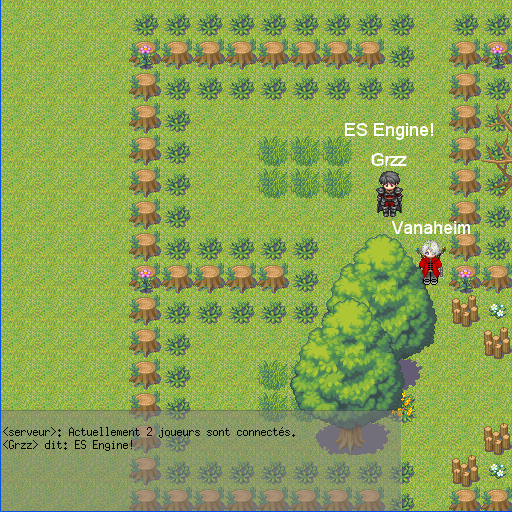 ES Engine!
Grzz
Vanaheim
<serveur>: Actuellement 2 joueurs sont connectés.
<Grzz> dit: ES Engine!